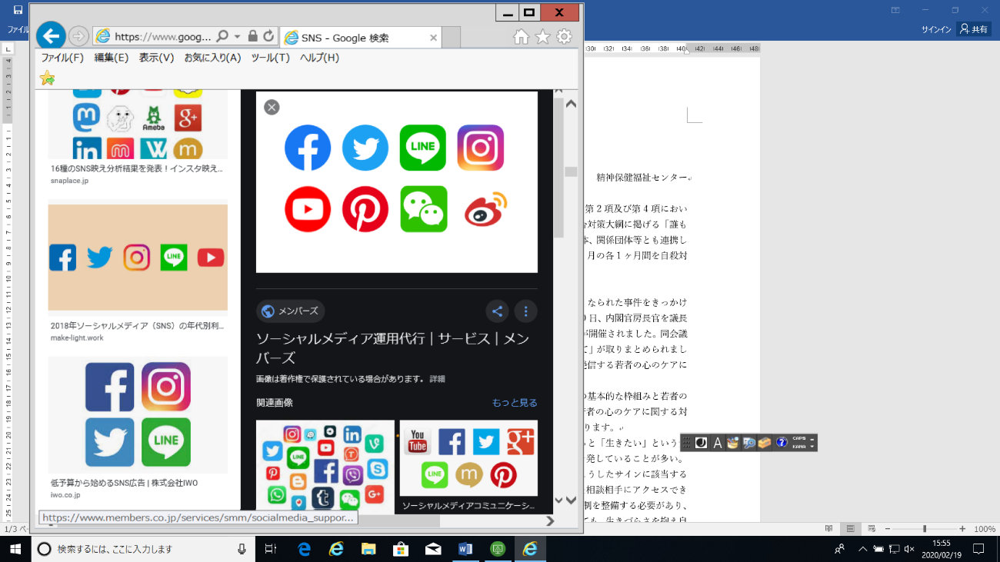 ファイル
サインイン
共有
https://www.goog...
SNS - Google 検索
ファイル(F) 編集(E) 表示(V) お気に入り(A) ツール(T) ヘルプ(H)
Ameba
LINE
16種のSNS映え分析結果を発表！インスタ映え...
snaplace.jp
LINE
2018年ソーシャルメディア（SNS）の年代別利...
make-light.work
LINE
低予算から始めるSNS広告 | 株式会社IWO
iwo.co.jp
メンバーズ
ソーシャルメディア運用代行 | サービス | メン
バーズ
画像は著作権で保護されている場合があります。 詳細
関連画像
もっと見る
LINE
You
Tube
LINE
ソーシャルメディアコミュニケーシ...
https://www.members.co.jp/services/smm/socialmedia_suppor...
精神保健福祉センター
第２項及び第４項におい
対策大綱に掲げる「誰も
、関係団体等とも連携し
月の各１ヶ月間を自殺対
なられた事件をきっかけ
日、内閣官房長官を議長
が開催されました。同会議
」が取りまとめられまし
信する若者の心のケアに
の基本的な枠組みと若者の
者の心のケアに関する対
ります。
と「生きたい」という
発していることが多い。
うしたサインに該当する
相談相手にアクセスでき
制を整備する必要があり、
ても、生きづらさを抱え自
A
CAPS
KANA
1/3 ペ
100%
検索するには、ここに入力します
15:55
2020/02/19